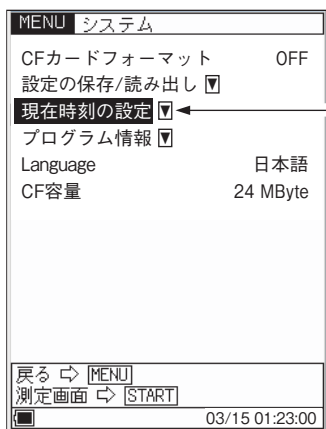 MENU システム
CFカードフォーマット OFF
設定の保存/読み出し ▼
現在時刻の設定 ▼
プログラム情報 ▼
Language 日本語
CF容量 24 MByte
戻る ⇨ MENU
測定画面 ⇨ START
03/15 01:23:00